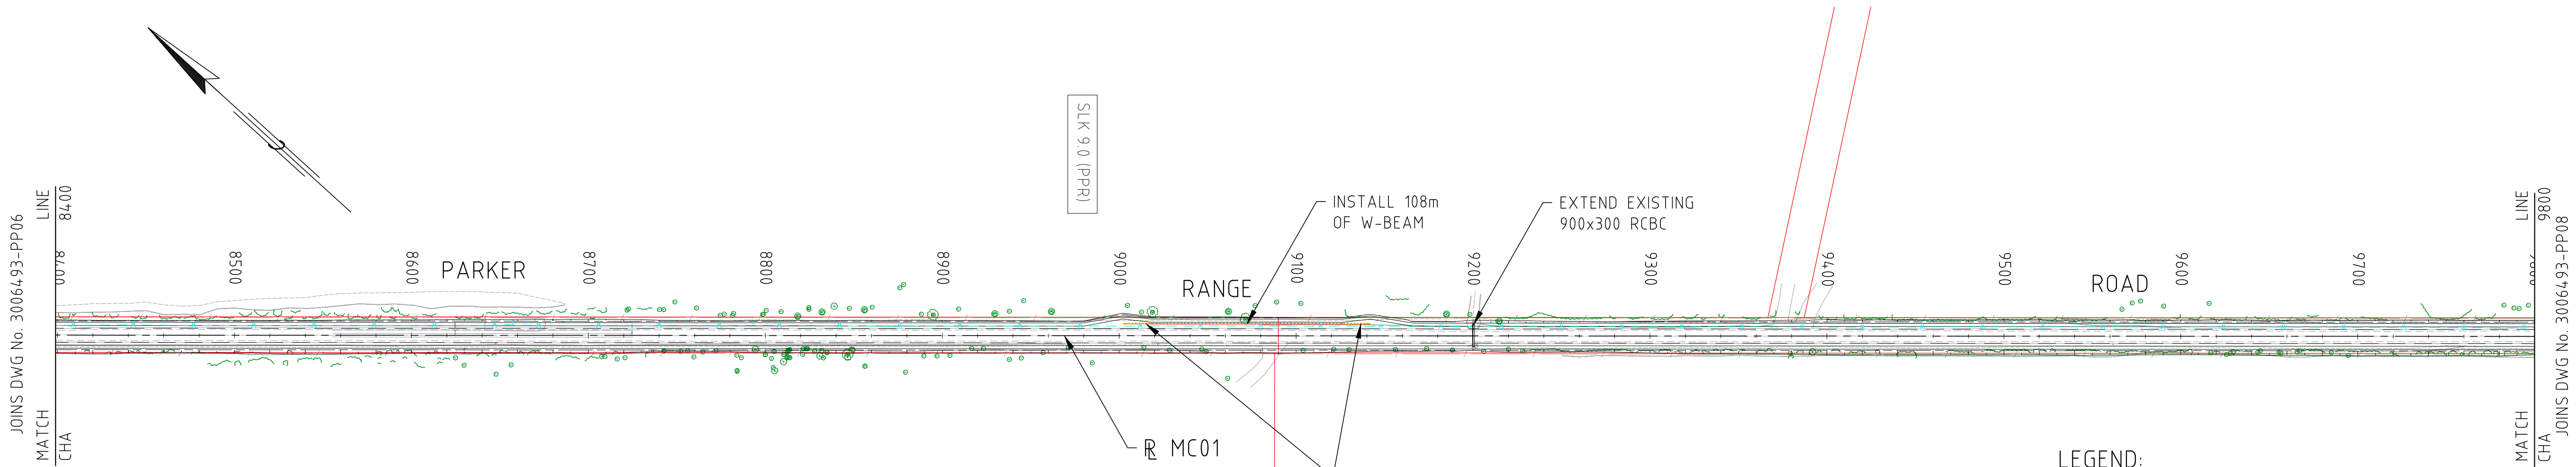 JOINS DWG No. 3006493-PP06
MATCH LINE
CHA 8400
SLK 9.0 (PPR)
INSTALL 108m
OF W-BEAM
EXTEND EXISTING
900x300 RCBC
8400
8500
8600
8700
8800
8900
9000
9100
9200
9300
9400
9500
9600
9700
PARKER
RANGE
ROAD
MC01
LEGEND:
MATCH LINE
CHA 9800
JOINS DWG No. 3006493-PP08